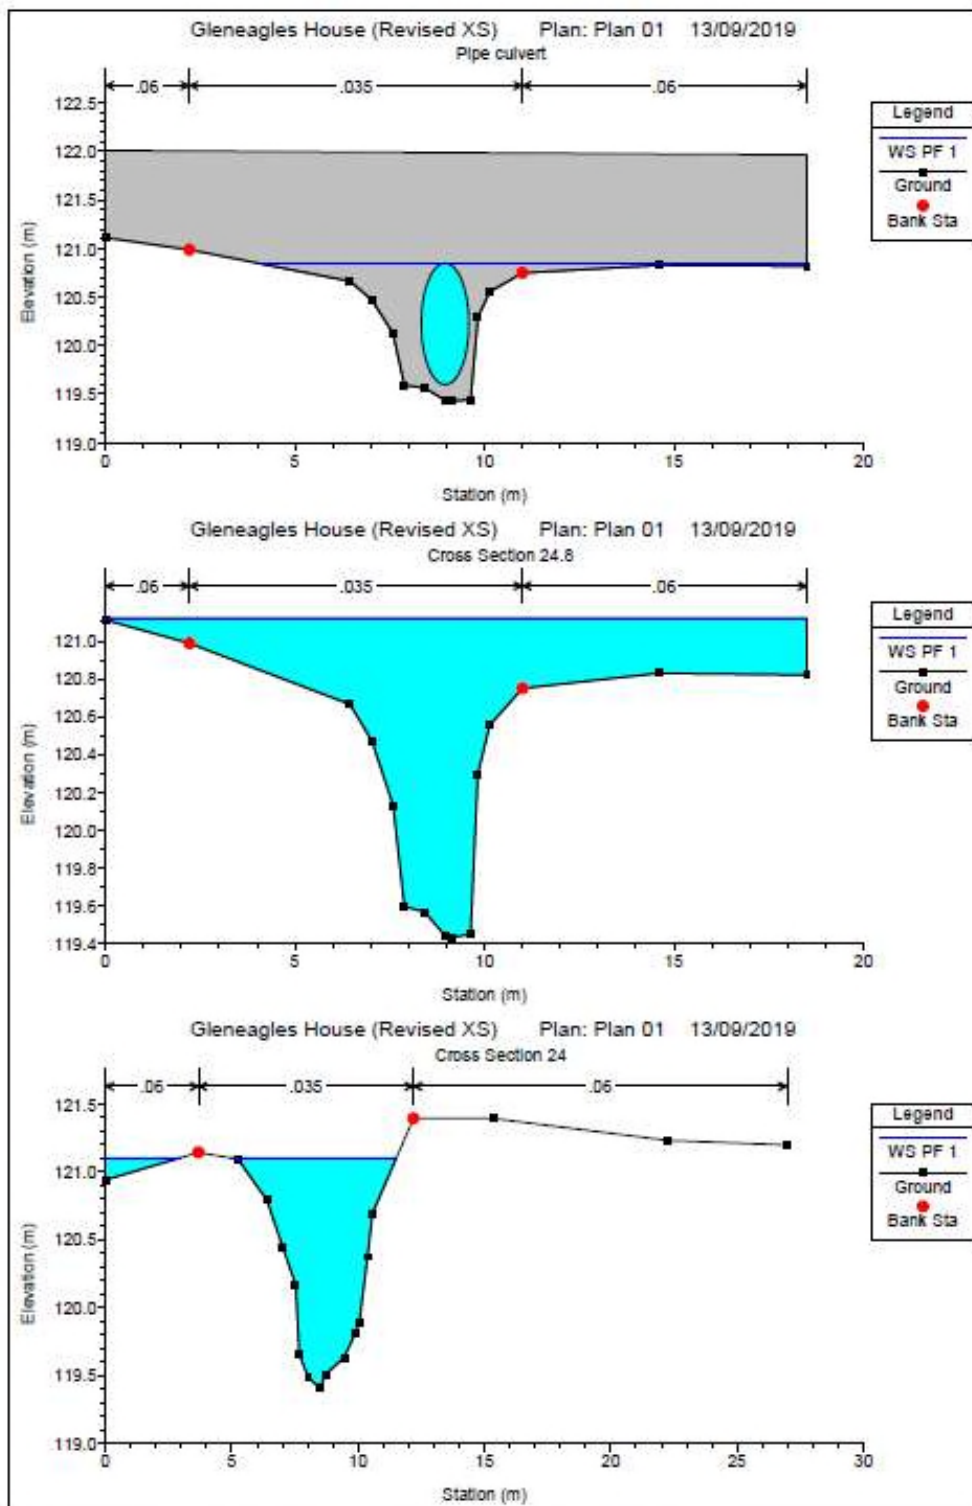 Gleneagles House (Revised XS) Plan: Plan 01 13/09/2019
Pipe culvert
.06 .035 .06
122.5
122.0
121.5
121.0
120.5
120.0
119.5
119.0
Elevation (m)
0 5 10 15 20
Station (m)
Legend
WS PF 1
Ground
Bank Sta
Gleneagles House (Revised XS) Plan: Plan 01 13/09/2019
Cross Section 24.8
.06 .035 .06
121.0
120.8
120.6
120.4
120.2
120.0
119.8
119.6
119.4
Elevation (m)
0 5 10 15 20
Station (m)
Legend
WS PF 1
Ground
Bank Sta
Gleneagles House (Revised XS) Plan: Plan 01 13/09/2019
Cross Section 24
.06 .035 .06
121.5
121.0
120.5
120.0
119.5
119.0
Elevation (m)
0 5 10 15 20 25 30
Station (m)
Legend
WS PF 1
Ground
Bank Sta